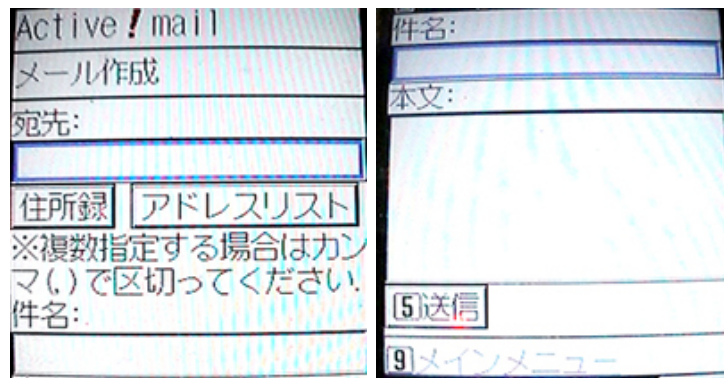 Active!mail
メール作成
宛先:
住所録 アドレスリスト
※複数指定する場合はカン
マ(,)で区切ってください.
件名:
件名:
本文:
5送信
9メインメニュー